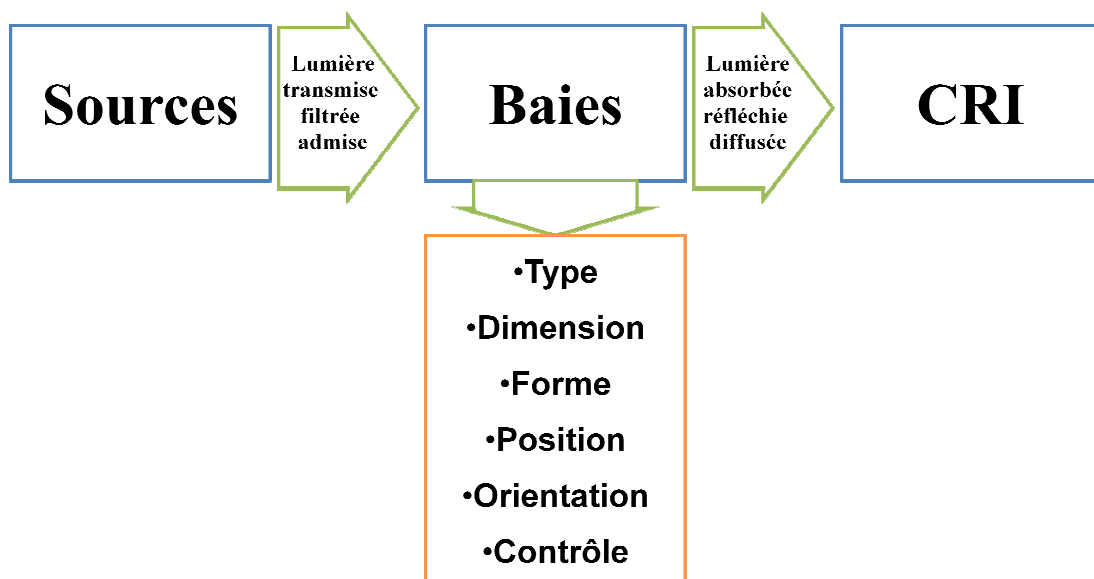 Sources
Lumière
transmise
filtrée
admise
Baies
Lumière
absorbée
réfléchie
diffusée
CRI
•Type
•Dimension
•Forme
•Position
•Orientation
•Contrôle